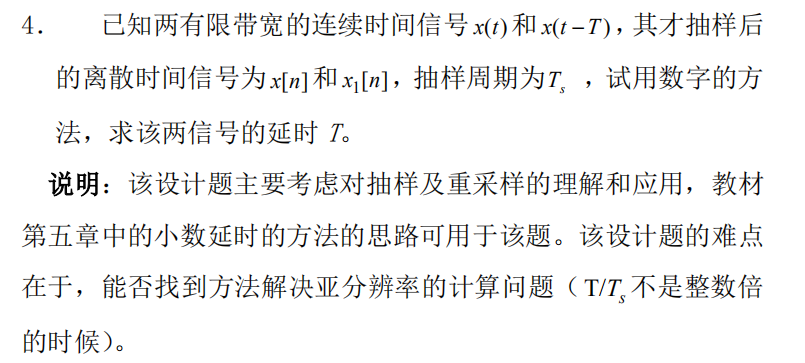 4． 已知两有限带宽的连续时间信号 x(t) 和 x(t−T)，其才抽样后
的离散时间信号为 x[n] 和 x₁[n]，抽样周期为 Tₛ ，试用数字的方
法，求该两信号的延时 T。
说明：该设计题主要考虑对抽样及重采样的理解和应用，教材
第五章中的小数延时的方法的思路可用于该题。该设计题的难点
在于，能否找到方法解决亚分辨率的计算问题（ T/Tₛ 不是整数倍
的时候）。